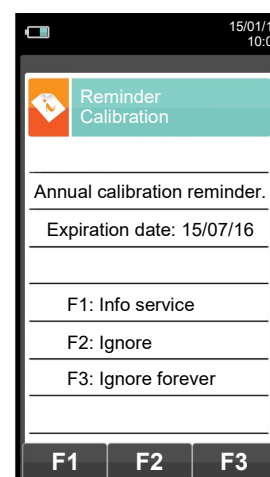 15/01/1
10:0
Reminder
Calibration
Annual calibration reminder.
Expiration date: 15/07/16
F1: Info service
F2: Ignore
F3: Ignore forever
F1 F2 F3